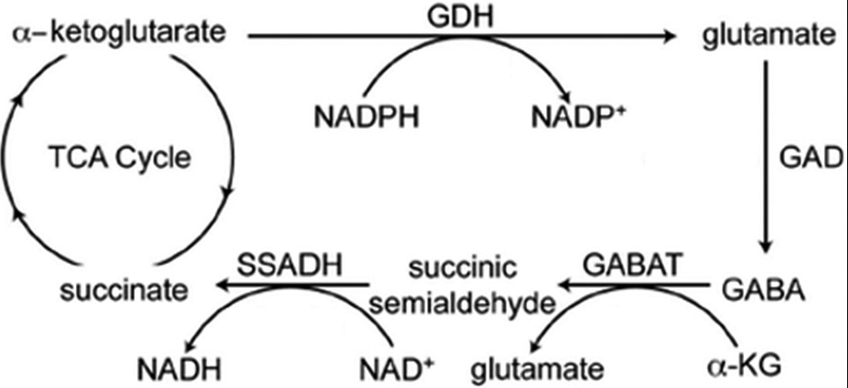 GDH
α–ketoglutarate
glutamate
NADPH
NADP⁺
TCA Cycle
GAD
SSADH
succinic
semialdehyde
GABAT
succinate
GABA
NADH
NAD⁺
glutamate
α-KG